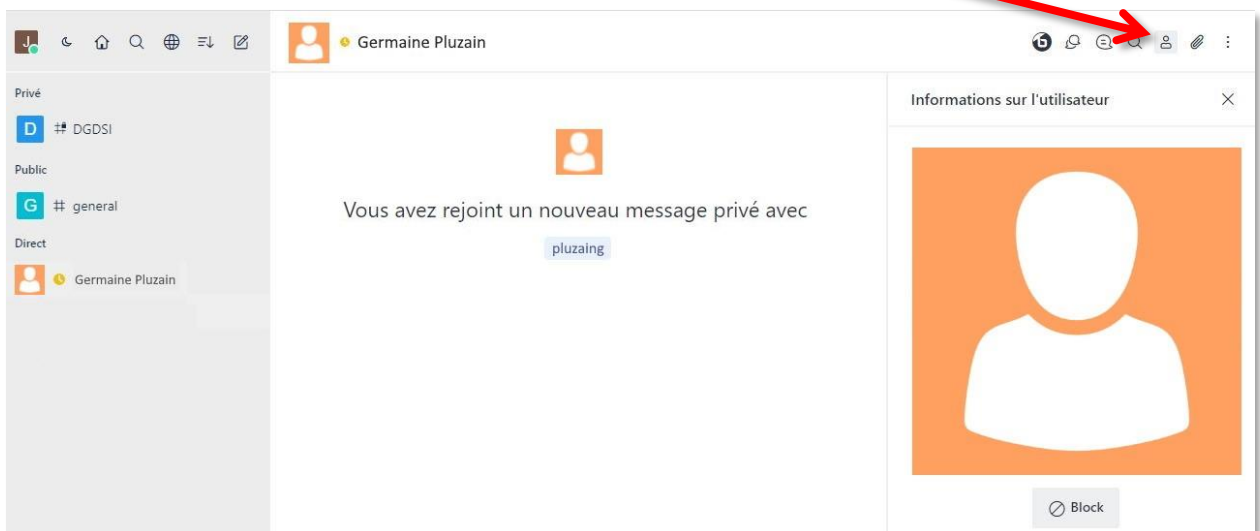 J
Germaine Pluzain
Privé
D # DGDSI
Public
G # general
Direct
Germaine Pluzain
Vous avez rejoint un nouveau message privé avec
pluzaing
Informations sur l'utilisateur
Block